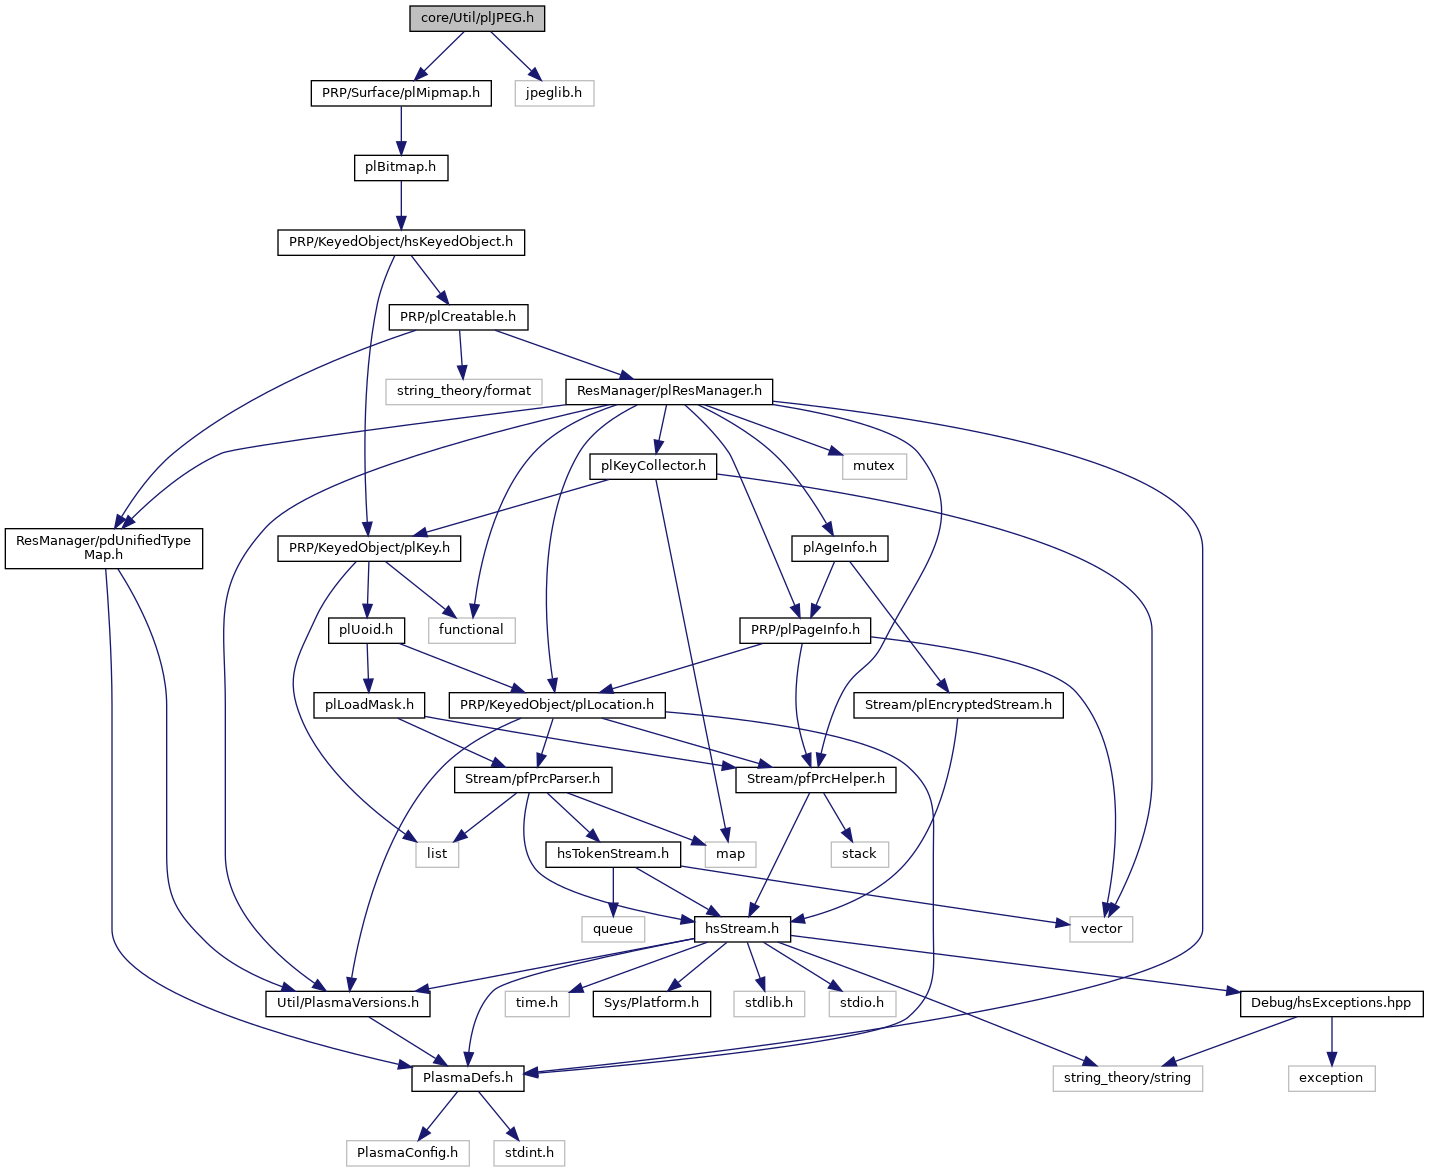 core/Util/plJPEG.h
PRP/Surface/plMipmap.h
jpeglib.h
plBitmap.h
PRP/KeyedObject/hsKeyedObject.h
PRP/plCreatable.h
string_theory/format
ResManager/plResManager.h
plKeyCollector.h
mutex
ResManager/pdUnifiedType
Map.h
PRP/KeyedObject/plKey.h
plAgeInfo.h
plUoid.h
functional
PRP/plPageInfo.h
plLoadMask.h
PRP/KeyedObject/plLocation.h
Stream/plEncryptedStream.h
Stream/pfPrcParser.h
Stream/pfPrcHelper.h
list
hsTokenStream.h
map
stack
queue
hsStream.h
vector
Util/PlasmaVersions.h
time.h
Sys/Platform.h
stdlib.h
stdio.h
Debug/hsExceptions.hpp
PlasmaDefs.h
string_theory/string
exception
PlasmaConfig.h
stdint.h